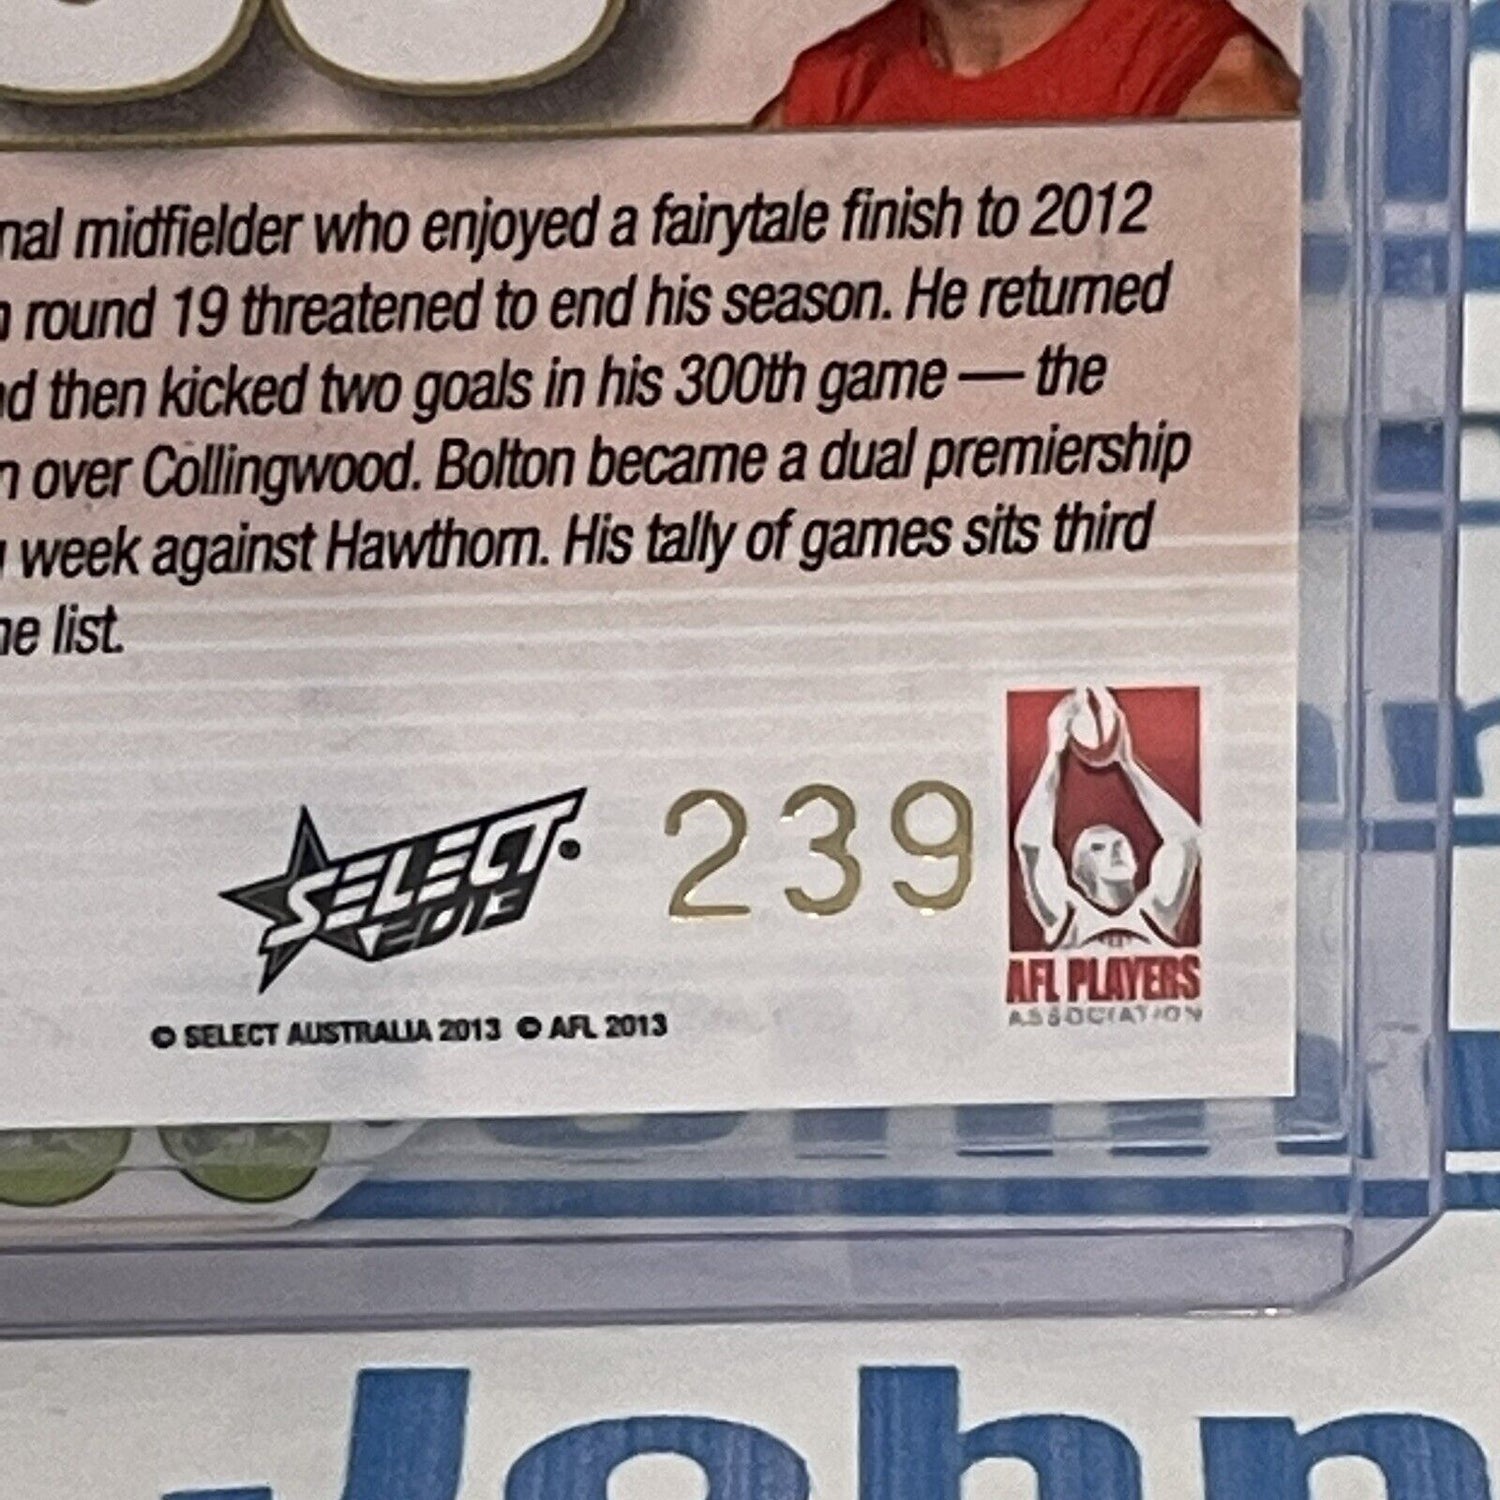 midfielder who enjoyed a fairytale finish to 2012
round 19 threatened to end his season. He returned
then kicked two goals in his 300th game — the
over Collingwood. Bolton became a dual premiership
week against Hawthorn. His tally of games sits third
list.
SELECT
2013
239
AFL PLAYERS
ASSOCIATION
© SELECT AUSTRALIA 2013 © AFL 2013